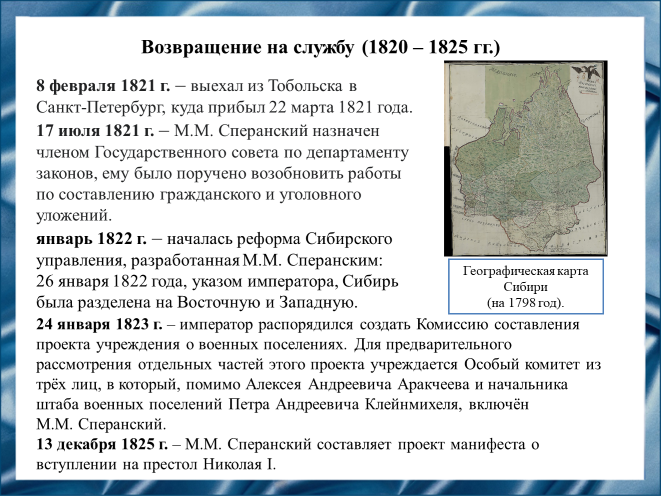 Возвращение на службу (1820 – 1825 гг.)
8 февраля 1821 г. – выехал из Тобольска в
Санкт-Петербург, куда прибыл 22 марта 1821 года.
17 июля 1821 г. – М.М. Сперанский назначен
членом Государственного совета по департаменту
законов, ему было поручено возобновить работы
по составлению гражданского и уголовного
уложений.
январь 1822 г. – началась реформа Сибирского
управления, разработанная М.М. Сперанским:
26 января 1822 года, указом императора, Сибирь
была разделена на Восточную и Западную.
Географическая карта
Сибири
(на 1798 год).
24 января 1823 г. – император распорядился создать Комиссию составления
проекта учреждения о военных поселениях. Для предварительного
рассмотрения отдельных частей этого проекта учреждается Особый комитет из
трёх лиц, в который, помимо Алексея Андреевича Аракчеева и начальника
штаба военных поселений Петра Андреевича Клейнмихеля, включён
М.М. Сперанский.
13 декабря 1825 г. – М.М. Сперанский составляет проект манифеста о
вступлении на престол Николая I.